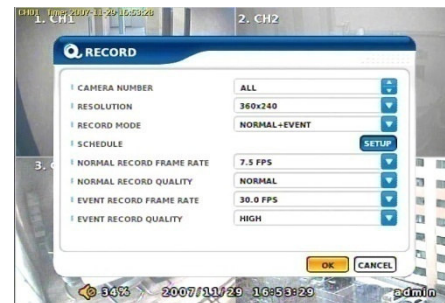 1. CH1
CH01 Time: 2007-11-29 16:53:28
2. CH2
RECORD
CAMERA NUMBER ALL
RESOLUTION 360x240
RECORD MODE NORMAL+EVENT
SCHEDULE SETUP
NORMAL RECORD FRAME RATE 7.5 FPS
NORMAL RECORD QUALITY NORMAL
EVENT RECORD FRAME RATE 30.0 FPS
EVENT RECORD QUALITY HIGH
3.
OK CANCEL
34% 2007/11/29 16:53:29 admin